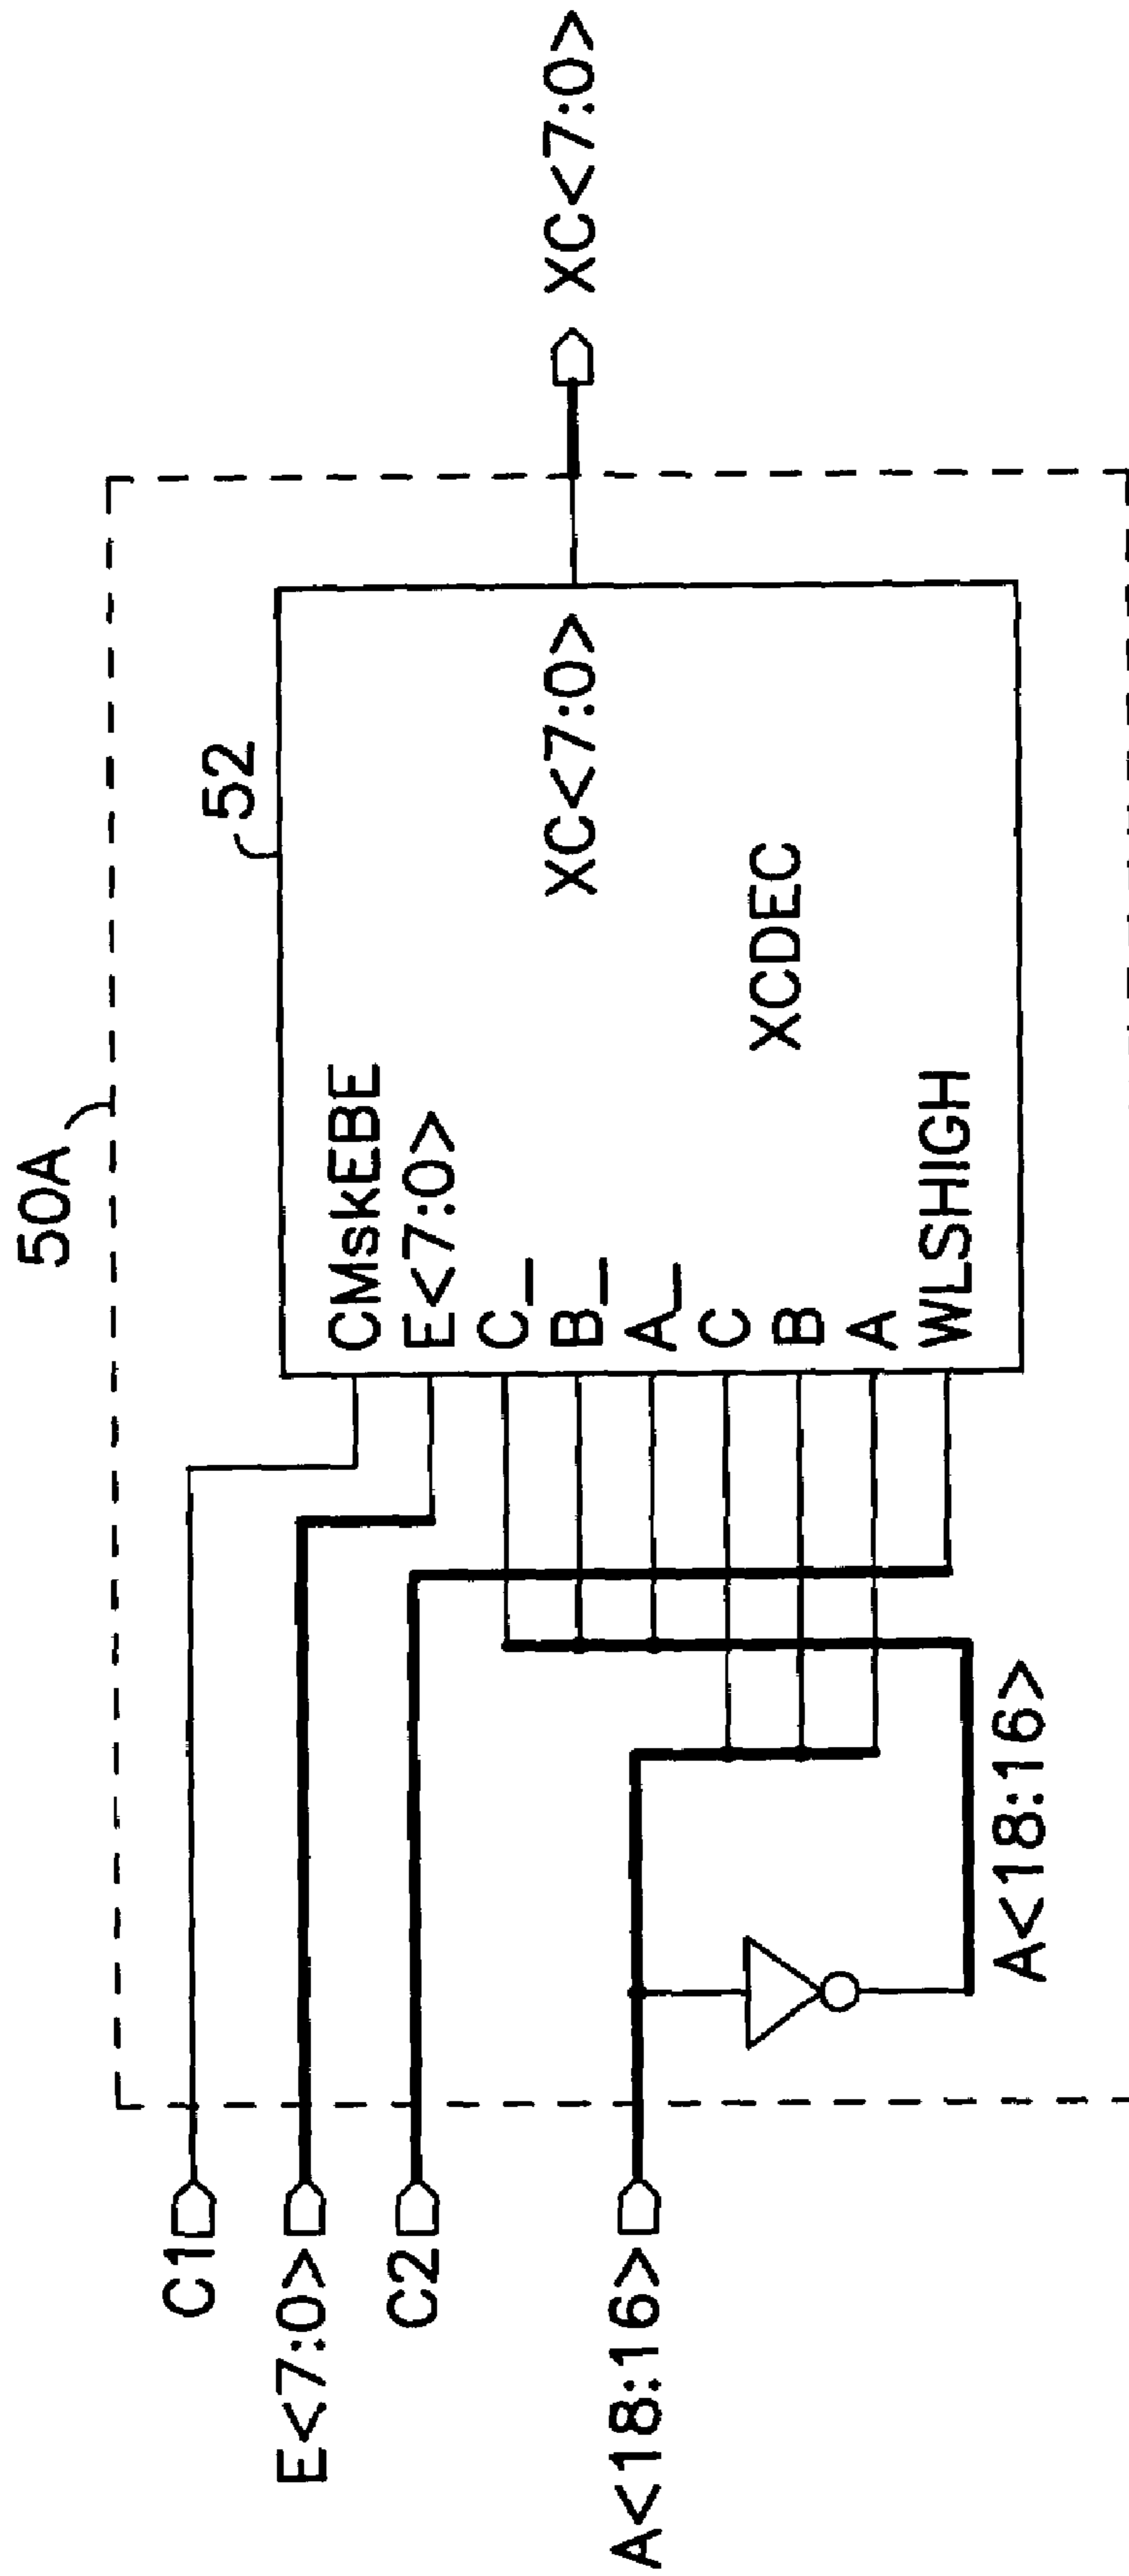 50A
52
C1
E<7:0>
C2
A<18:16>
CMskEBE
E<7:0>
C_
B_
A_
C
B
A
WLSHIGH
XC<7:0>
XCDEC
XC<7:0>
A<18:16>